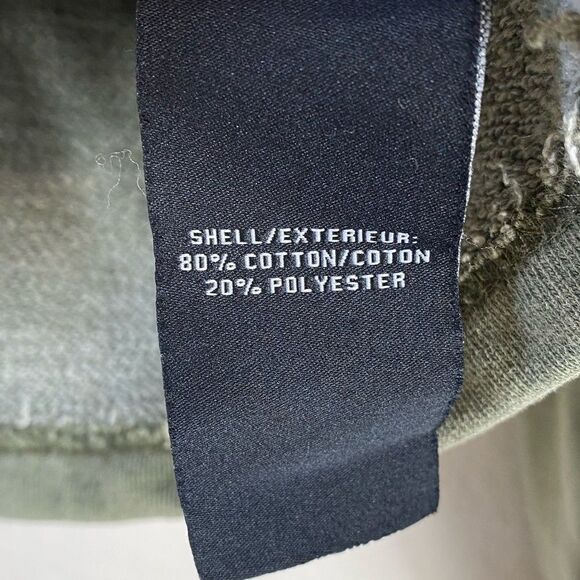 SHELL/EXTERIEUR:
80% COTTON/COTON
20% POLYESTER